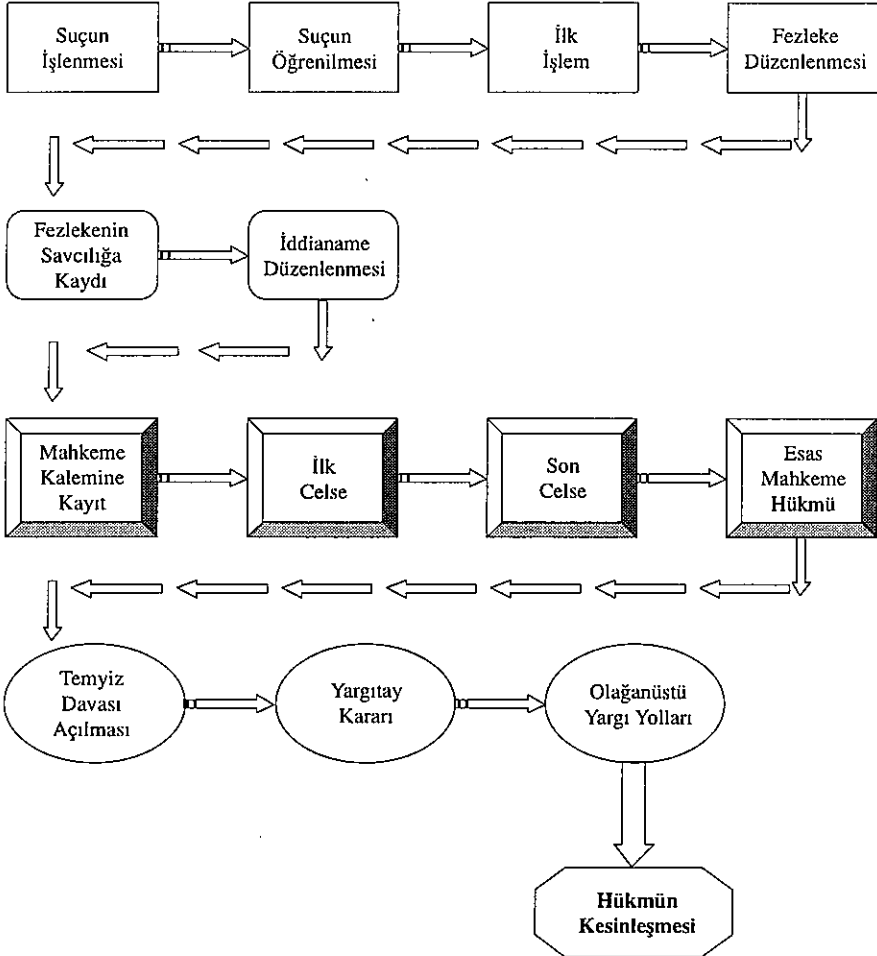 Suçun
İşlenmesi
Suçun
Öğrenilmesi
İlk
İşlem
Fezleke
Düzenlenmesi
Fezlekenin
Savcılığa
Kaydı
İddianame
Düzenlenmesi
Mahkeme
Kalemine
Kayıt
İlk
Celse
Son
Celse
Esas
Mahkeme
Hükmü
Temyiz
Davası
Açılması
Yargıtay
Kararı
Olağanüstü
Yargı Yolları
Hükmün
Kesinleşmesi